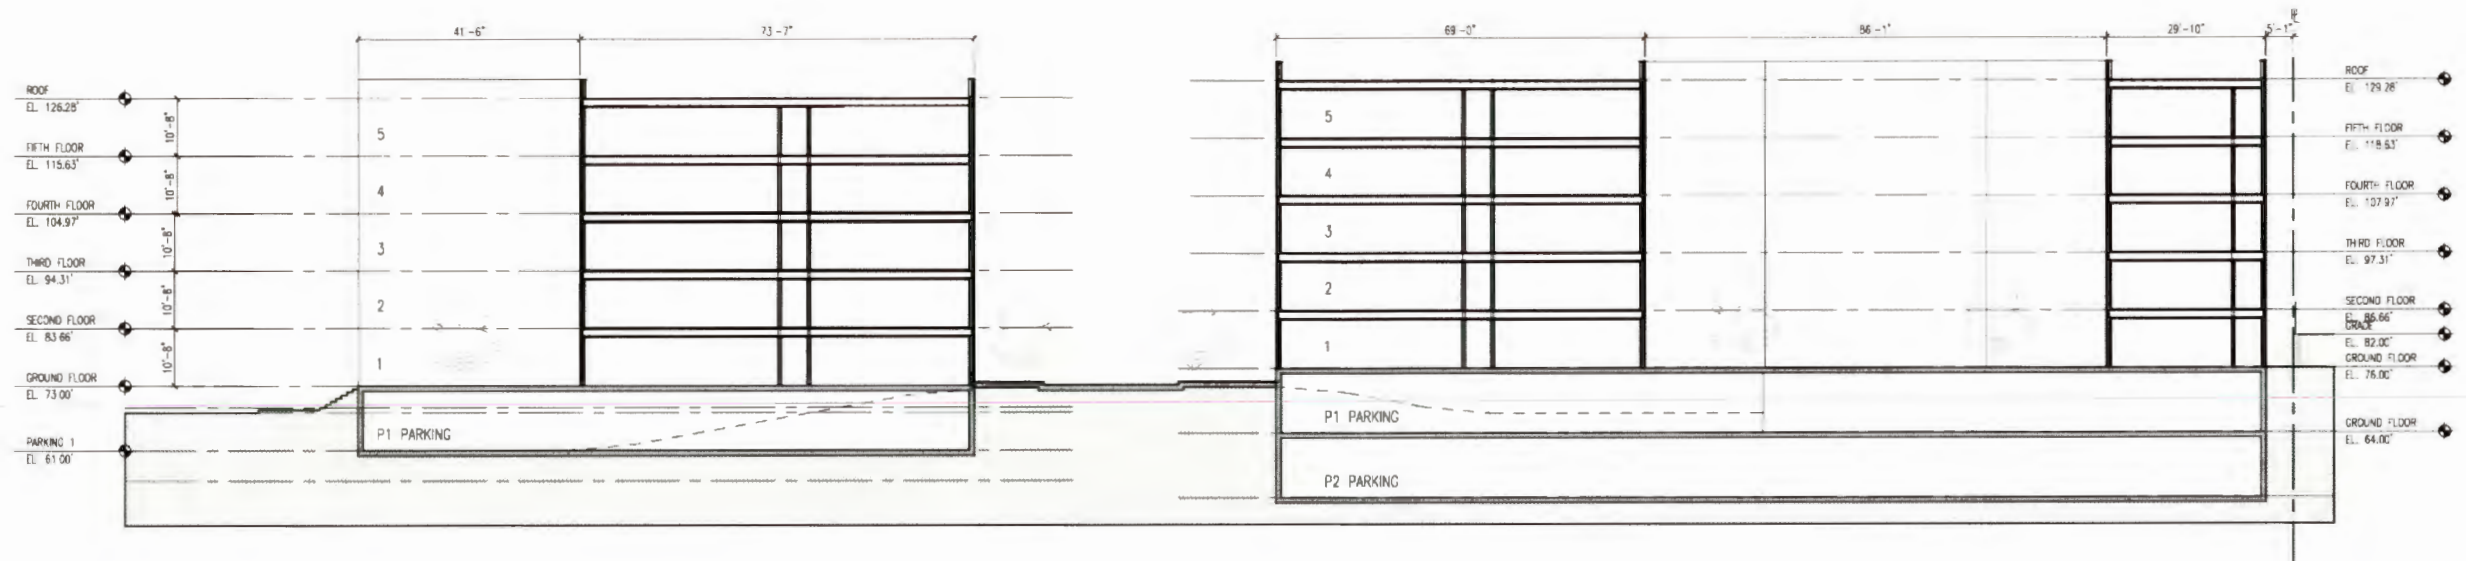 41'-6"
73'-7"
69'-0"
86'-1"
29'-10"
5'-1"
ROOF
EL. 126.28'
FIFTH FLOOR
EL. 115.63'
FOURTH FLOOR
EL. 104.97'
THIRD FLOOR
EL. 94.31'
SECOND FLOOR
EL. 83.66'
GROUND FLOOR
EL. 73.00'
PARKING 1
EL. 61.00'
10'-8"
10'-8"
10'-8"
10'-8"
10'-8"
5
4
3
2
1
P1 PARKING
5
4
3
2
1
P1 PARKING
P2 PARKING
ROOF
EL. 129.28'
FIFTH FLOOR
EL. 118.63'
FOURTH FLOOR
EL. 107.97'
THIRD FLOOR
EL. 97.31'
SECOND FLOOR
EL. 86.66'
GRADE
EL. 82.00'
GROUND FLOOR
EL. 76.00'
GROUND FLOOR
EL. 64.00'